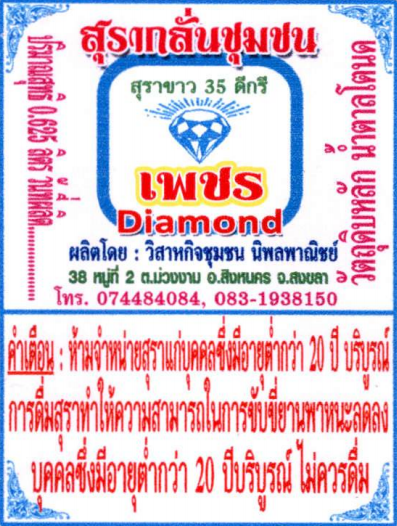 สุรากลั่นชุมชน
สุราขาว 35 ดีกรี
เพชร
Diamond
ผลิตโดย : วิสาหกิจชุมชน นิพลพาณิชย์
38 หมู่ที่ 2 ต.ม่วงงาม อ.สิงหนคร จ.สงขลา
โทร. 074484084, 083-1938150
ปริมาณสุทธิ 0.625 ลิตร วันที่ผลิต....................
วัตถุดิบหลัก น้ำตาลโตนด
คำเตือน : ห้ามจำหน่ายสุราแก่บุคคลซึ่งมีอายุต่ำกว่า 20 ปี บริบูรณ์
การดื่มสุราทำให้ความสามารถในการขับขี่ยานพาหนะลดลง
บุคคลซึ่งมีอายุต่ำกว่า 20 ปีบริบูรณ์ ไม่ควรดื่ม